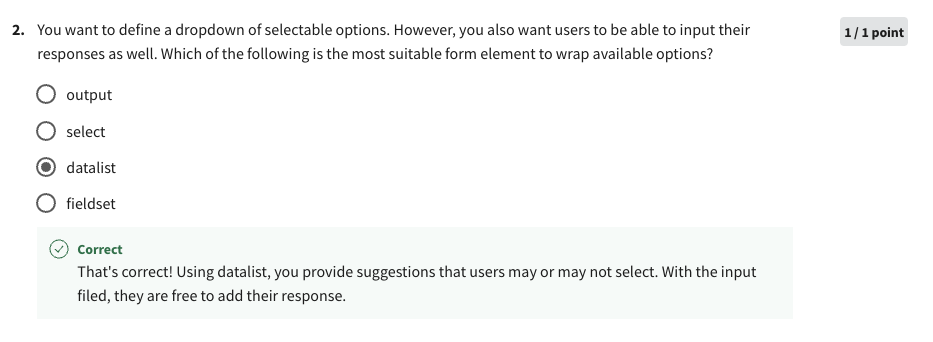 2. You want to define a dropdown of selectable options. However, you also want users to be able to input their
1 / 1 point
responses as well. Which of the following is the most suitable form element to wrap available options?
output
select
datalist
fieldset
Correct
That's correct! Using datalist, you provide suggestions that users may or may not select. With the input
filed, they are free to add their response.